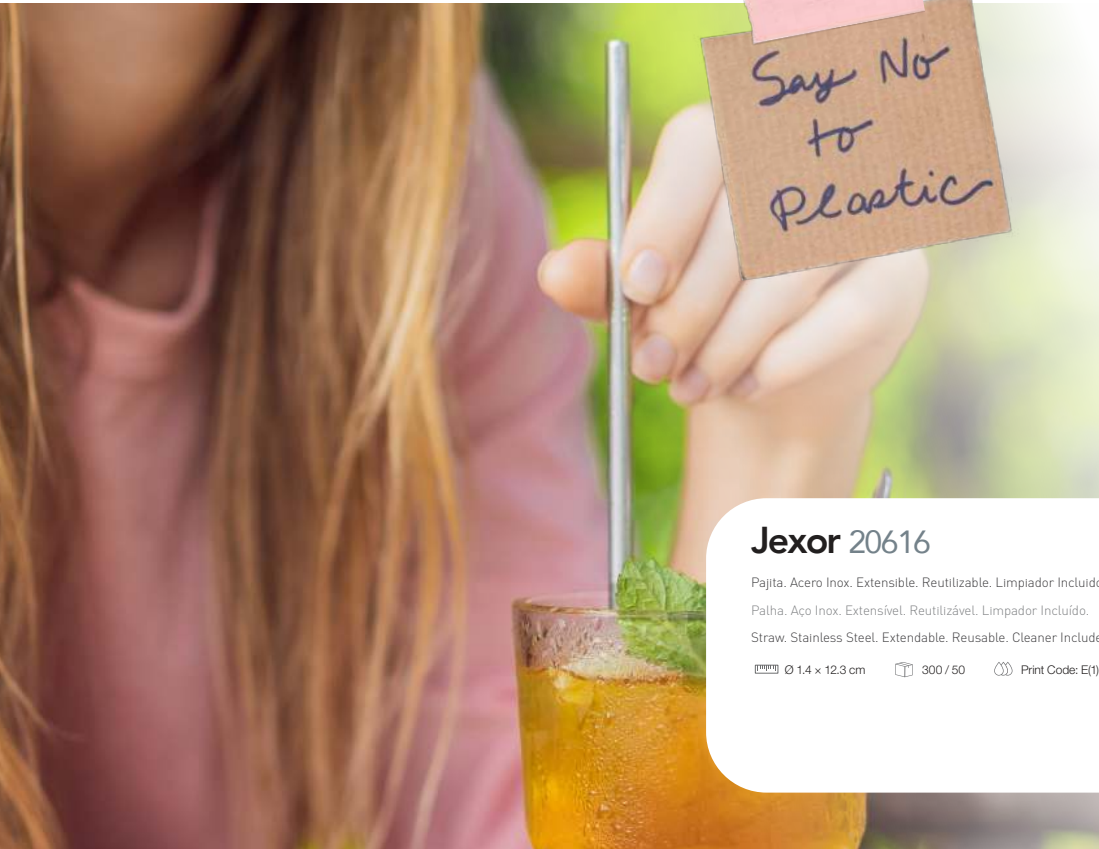 Say No
to
Plastic
Jexor 20616
Pajita. Acero Inox. Extensible. Reutilizable. Limpiador Incluido
Palha. Aço Inox. Extensível. Reutilizável. Limpador Incluído.
Straw. Stainless Steel. Extendable. Reusable. Cleaner Include
Ø 1.4 × 12.3 cm 300 / 50 Print Code: E(1)